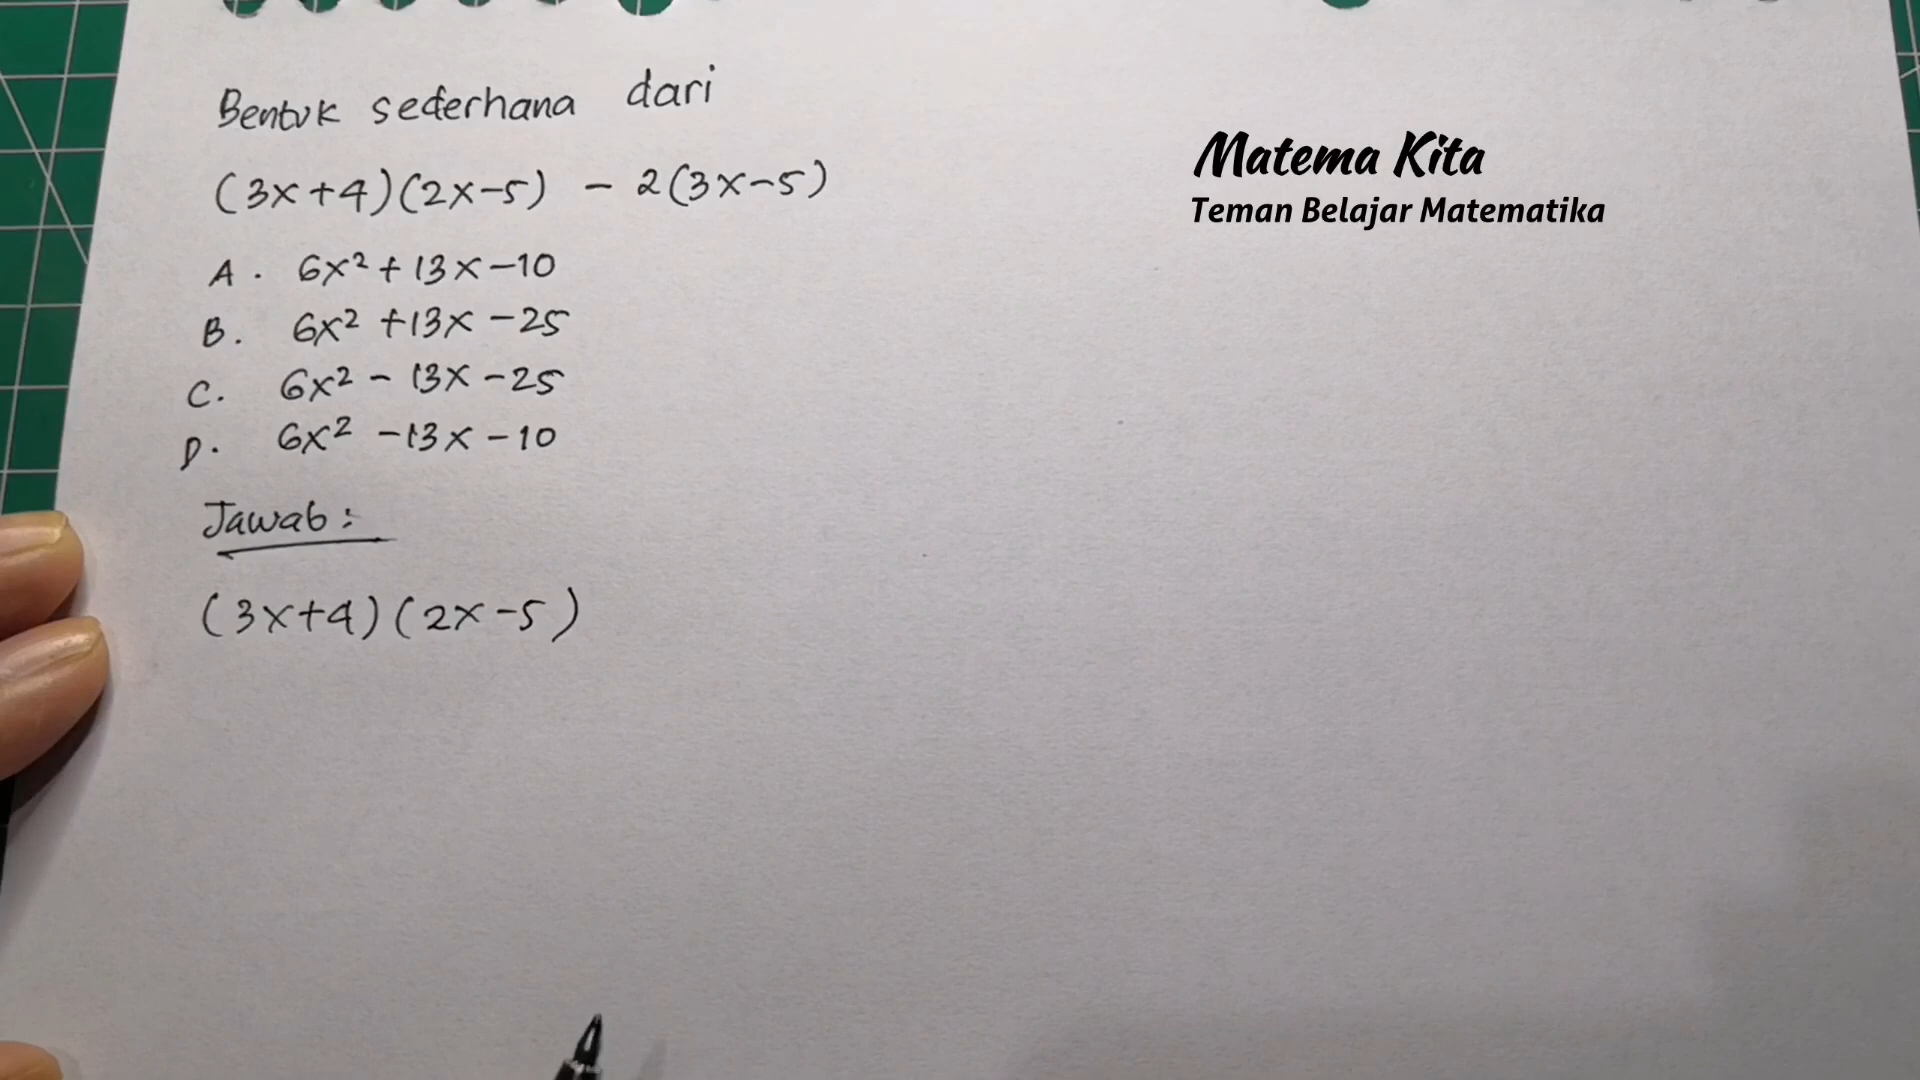 Bentuk sederhana dari
(3x+4)(2x-5) - 2(3x-5)
A. 6x² + 13x - 10
B. 6x² + 13x - 25
C. 6x² - 13x - 25
D. 6x² - 13x - 10
Jawab:
(3x+4)(2x-5)
Matema Kita
Teman Belajar Matematika